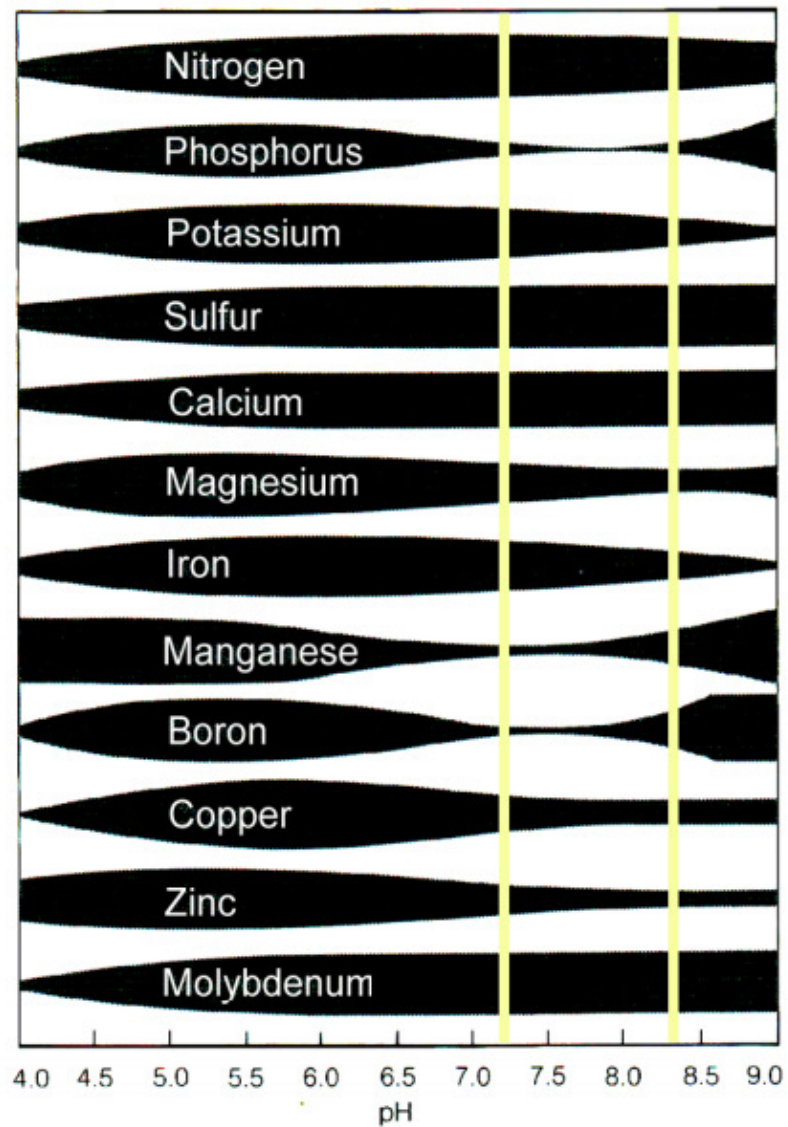 Nitrogen
Phosphorus
Potassium
Sulfur
Calcium
Magnesium
Iron
Manganese
Boron
Copper
Zinc
Molybdenum
4.0 4.5 5.0 5.5 6.0 6.5 7.0 7.5 8.0 8.5 9.0
pH